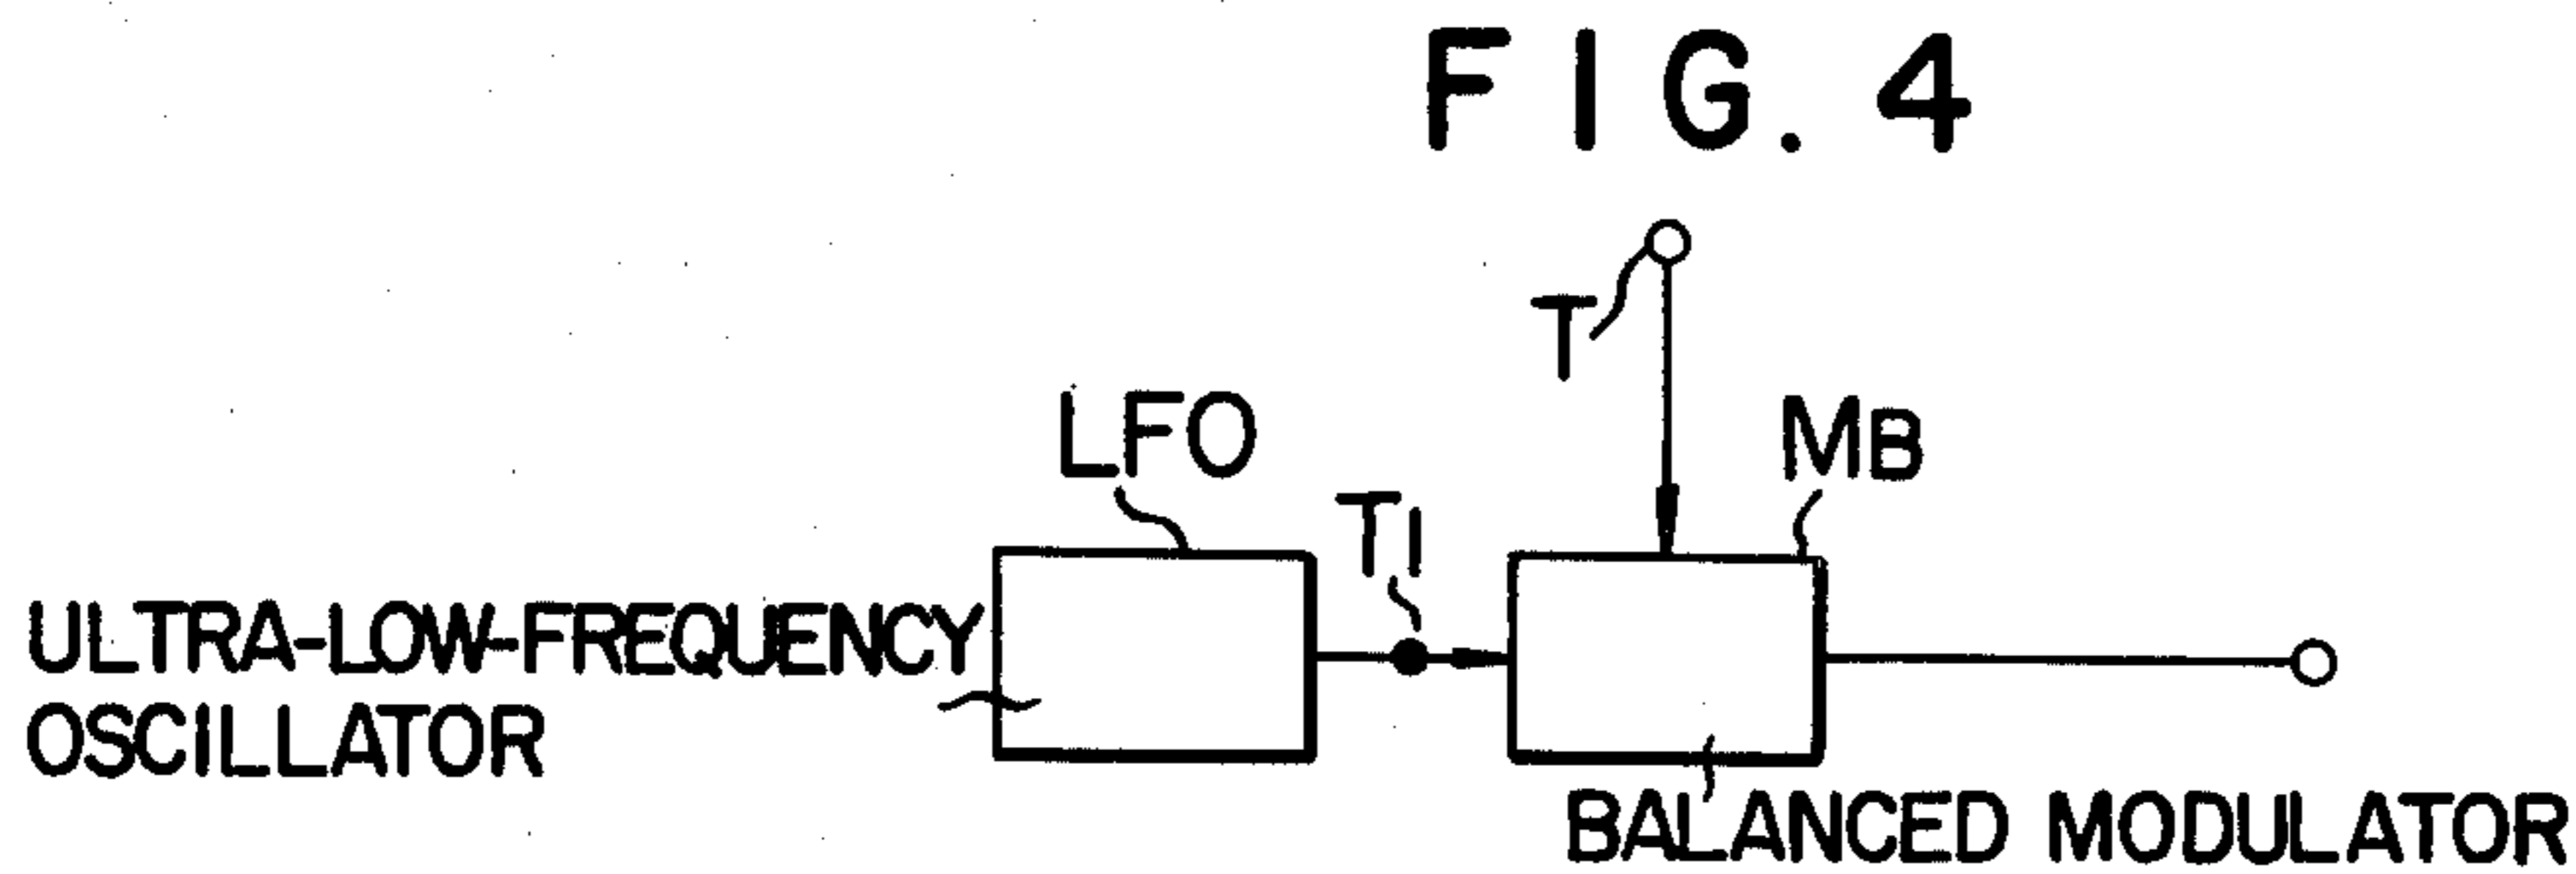 FIG. 4
T
LFO
MB
T1
ULTRA-LOW-FREQUENCY
OSCILLATOR
BALANCED MODULATOR